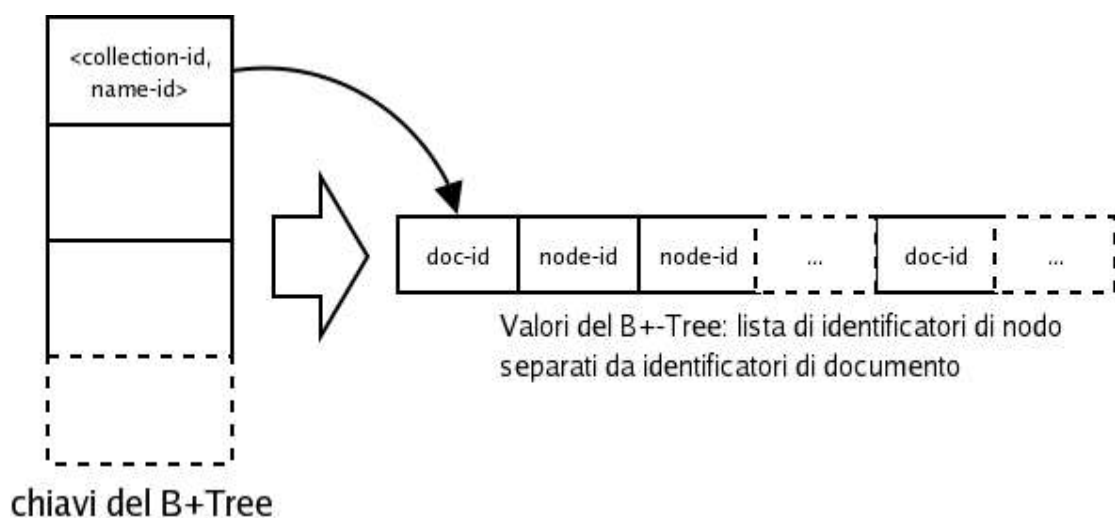 <collection-id,
name-id>
doc-id
node-id
node-id
...
doc-id
...
Valori del B+-Tree: lista di identificatori di nodo
separati da identificatori di documento
chiavi del B+Tree